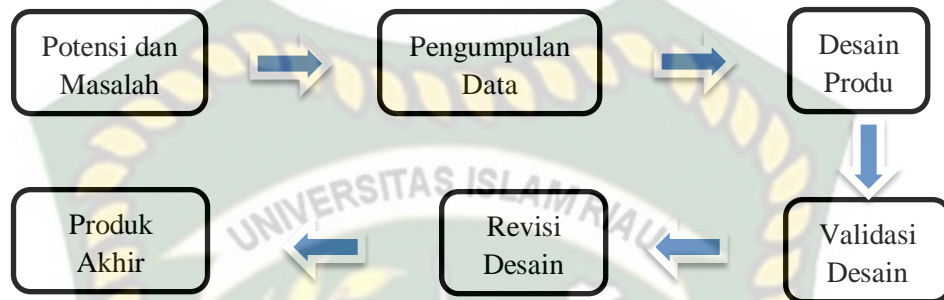 Potensi dan
Masalah
Pengumpulan
Data
Desain
Produ
Validasi
Desain
Revisi
Desain
Produk
Akhir
UNIVERSITAS ISLAM RIAU